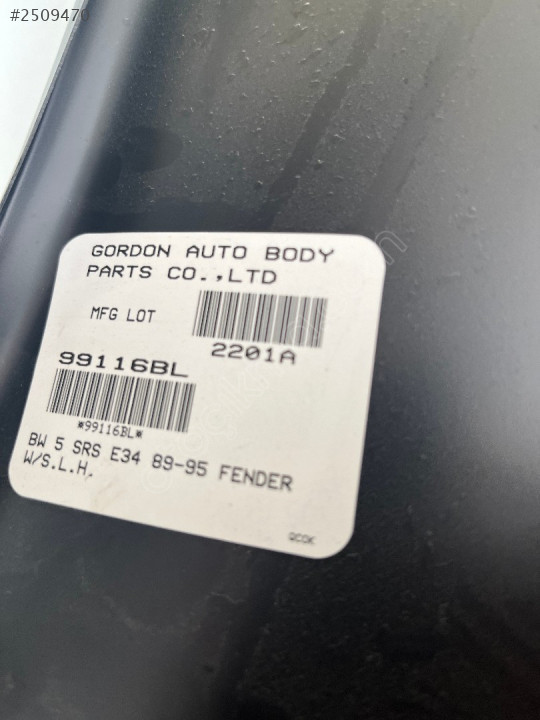 #2509470
GORDON AUTO BODY
PARTS CO.,LTD
MFG LOT
2201A
99116BL
*99116BL*
BW 5 SRS E34 89-95 FENDER
W/S.L.H.
QCOK